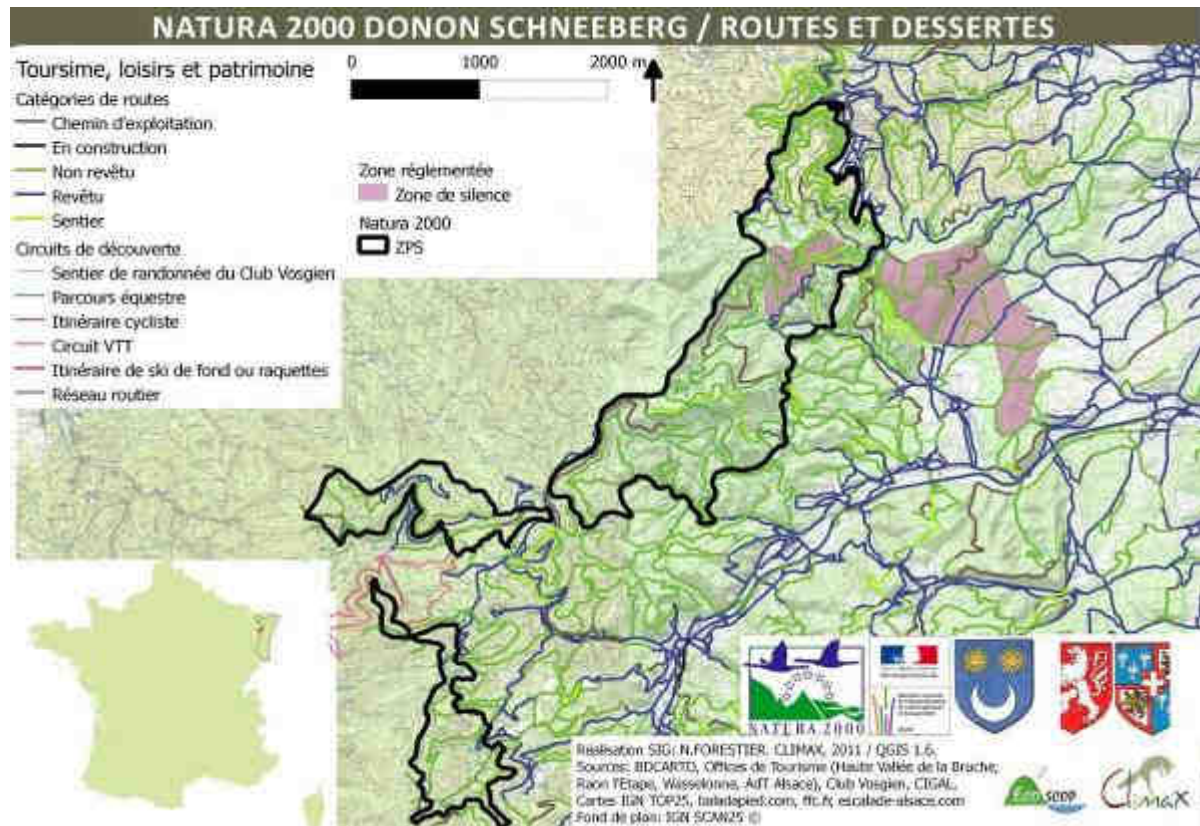 NATURA 2000 DONON SCHNEEBERG / ROUTES ET DESSERTES
Toursime, loisirs et patrimoine
Catégories de routes
Chemin d'exploitation
En construction
Non revêtu
Revêtu
Sentier
Circuits de découverte
Sentier de randonnée du Club Vosgien
Parcours équestre
Itinéraire cycliste
Circuit VTT
Itinéraire de ski de fond ou raquettes
Réseau routier
0 1000 2000 m
Zone réglementée
Zone de silence
Natura 2000
ZPS
NATURA 2000
Réalisation SIG: N.FORESTIER. CLIMAX, 2011 / QGIS 1.6.
Sources: BDCARTO, Offices de Tourisme (Haute Vallée de la Bruche,
Raon l'Etape, Wasselonne, AdT Alsace), Club Vosgien, CIGAL,
Cartes IGN TOP25, baladepied.com, ffc.fr, escalade-alsace.com
Fond de plan: IGN SCAN25 ©
Eco scop
Climax